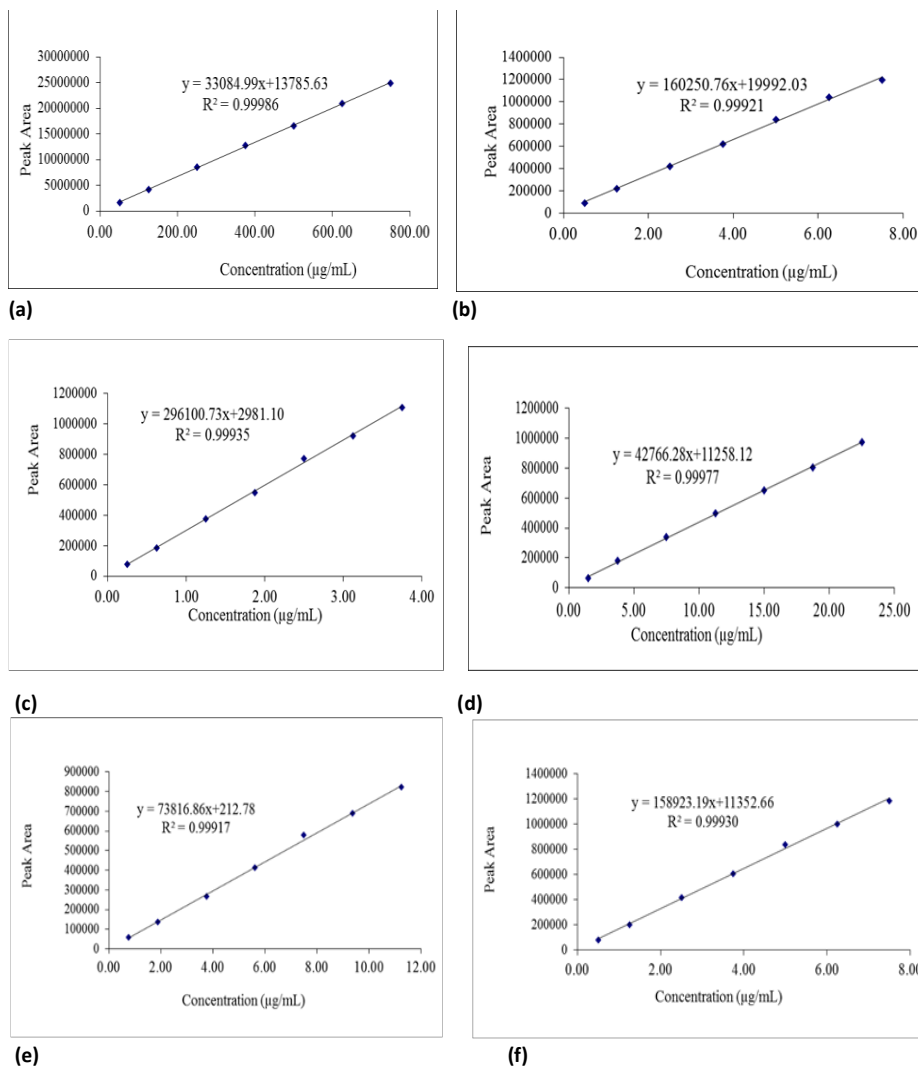 30000000
25000000
20000000
15000000
10000000
5000000
0
Peak Area
y = 33084.99x+13785.63
R² = 0.99986
0.00 200.00 400.00 600.00 800.00
Concentration (µg/mL)
(a)
1400000
1200000
1000000
800000
600000
400000
200000
0
Peak Area
y = 160250.76x+19992.03
R² = 0.99921
0.00 2.00 4.00 6.00 8.00
Concentration (µg/mL)
(b)
1200000
1000000
800000
600000
400000
200000
0
Peak Area
y = 296100.73x+2981.10
R² = 0.99935
0.00 1.00 2.00 3.00 4.00
Concentration (µg/mL)
(c)
1200000
1000000
800000
600000
400000
200000
0
Peak Area
y = 42766.28x+11258.12
R² = 0.99977
0.00 5.00 10.00 15.00 20.00 25.00
Concentration (µg/mL)
(d)
900000
800000
700000
600000
500000
400000
300000
200000
100000
0
Peak Area
y = 73816.86x+212.78
R² = 0.99917
0.00 2.00 4.00 6.00 8.00 10.00 12.00
Concentration (µg/mL)
(e)
1400000
1200000
1000000
800000
600000
400000
200000
0
Peak Area
y = 158923.19x+11352.66
R² = 0.99930
0.00 2.00 4.00 6.00 8.00
Concentration (µg/mL)
(f)